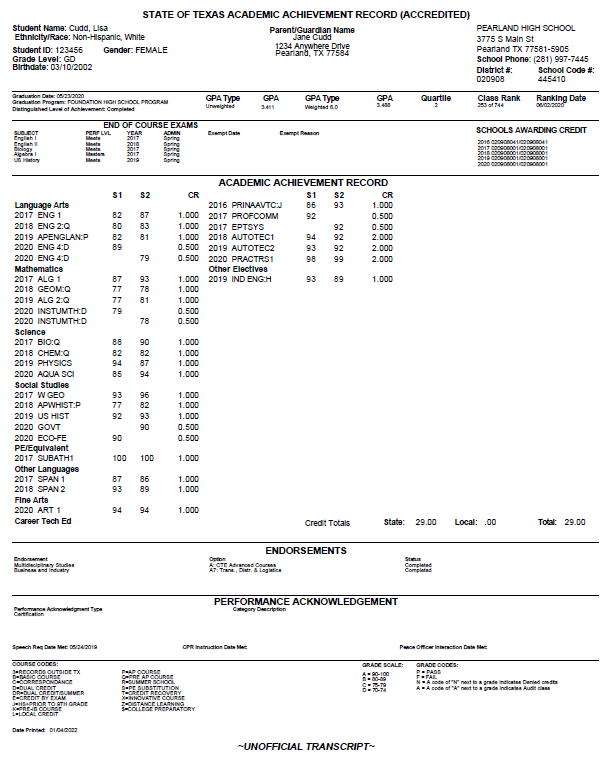 STATE OF TEXAS ACADEMIC ACHIEVEMENT RECORD (ACCREDITED)
Student Name: Cudd, Lisa
Ethnicity/Race: Non-Hispanic, White
Student ID: 123456 Gender: FEMALE
Grade Level: GD
Birthdate: 03/10/2002
Parent/Guardian Name
Jane Cudd
1234 Anywhere Drive
Pearland, TX 77584
PEARLAND HIGH SCHOOL
3775 S Main St
Pearland TX 77581-5905
School Phone: (281) 997-7445
District #: School Code #:
020908 445410
Graduation Date: 05/23/2020
Graduation Program: FOUNDATION HIGH SCHOOL PROGRAM
Distinguished Level of Achievement: Completed
GPA Type GPA GPA Type GPA Quartile Class Rank Ranking Date
Unweighted 3.411 Weighted 6.0 3.488 2 253 of 744 06/02/2020
END OF COURSE EXAMS
SUBJECT PERF LVL YEAR ADMIN
English I Meets 2017 Spring
English II Meets 2018 Spring
Biology Meets 2017 Spring
Algebra I Masters 2017 Spring
US History Meets 2019 Spring
Exempt Date Exempt Reason
SCHOOLS AWARDING CREDIT
2016 020908041/020908041
2017 020908001/020908001
2018 020908001/020908001
2019 020908001/020908001
2020 020908001/020908001
ACADEMIC ACHIEVEMENT RECORD
S1 S2 CR
Language Arts
2017 ENG 1 82 87 1.000
2018 ENG 2:Q 80 83 1.000
2019 APENGLAN:P 82 81 1.000
2020 ENG 4:D 89 0.500
2020 ENG 4:D 79 0.500
Mathematics
2017 ALG 1 87 93 1.000
2018 GEOM:Q 77 78 1.000
2019 ALG 2:Q 77 81 1.000
2020 INSTUMTH:D 79 0.500
2020 INSTUMTH:D 78 0.500
Science
2017 BIO:Q 88 90 1.000
2018 CHEM:Q 82 82 1.000
2019 PHYSICS 94 87 1.000
2020 AQUA SCI 85 94 1.000
Social Studies
2017 W GEO 93 96 1.000
2018 APWHIST:P 77 82 1.000
2019 US HIST 92 93 1.000
2020 GOVT 90 0.500
2020 ECO-FE 90 0.500
PE/Equivalent
2017 SUBATH1 100 100 1.000
Other Languages
2017 SPAN 1 87 86 1.000
2018 SPAN 2 93 89 1.000
Fine Arts
2020 ART 1 94 94 1.000
Career Tech Ed
S1 S2 CR
2016 PRINAAVTC:J 86 93 1.000
2017 PROFCOMM 92 0.500
2017 EPTSYS 92 0.500
2018 AUTOTEC1 94 92 2.000
2019 AUTOTEC2 93 92 2.000
2020 PRACTRS1 98 99 2.000
Other Electives
2019 IND ENG:H 93 89 1.000
Credit Totals State: 29.00 Local: .00 Total: 29.00
ENDORSEMENTS
Endorsement Option Status
Multidisciplinary Studies A: CTE Advanced Courses Completed
Business and Industry A7: Trans., Distr. & Logistics Completed
PERFORMANCE ACKNOWLEDGEMENT
Performance Acknowledgment Type Category Description
Certification
Speech Req Date Met: 05/24/2019 CPR Instruction Date Met: Peace Officer Interaction Date Met:
COURSE CODES:
3=RECORDS OUTSIDE TX
B=BASIC COURSE
C=CORRESPONDANCE
D=DUAL CREDIT
DR=DUAL CREDIT/SUMMER
E=CREDIT BY EXAM
J=HS+PRIOR TO 9TH GRADE
K=PRE-IB COURSE
L=LOCAL CREDIT
P=AP COURSE
Q=PRE AP COURSE
R=SUMMER SCHOOL
S=PE SUBSTITUTION
T=CREDIT RECOVERY
X=INNOVATIVE COURSE
Z=DISTANCE LEARNING
$=COLLEGE PREPARATORY
GRADE SCALE:
A = 90-100
B = 80-89
C = 75-79
D = 70-74
GRADE CODES:
P = PASS
F = FAIL
N = A code of "N" next to a grade indicates Denied credits
A = A code of "A" next to a grade indicates Audit class
Date Printed: 01/04/2022
~UNOFFICIAL TRANSCRIPT~